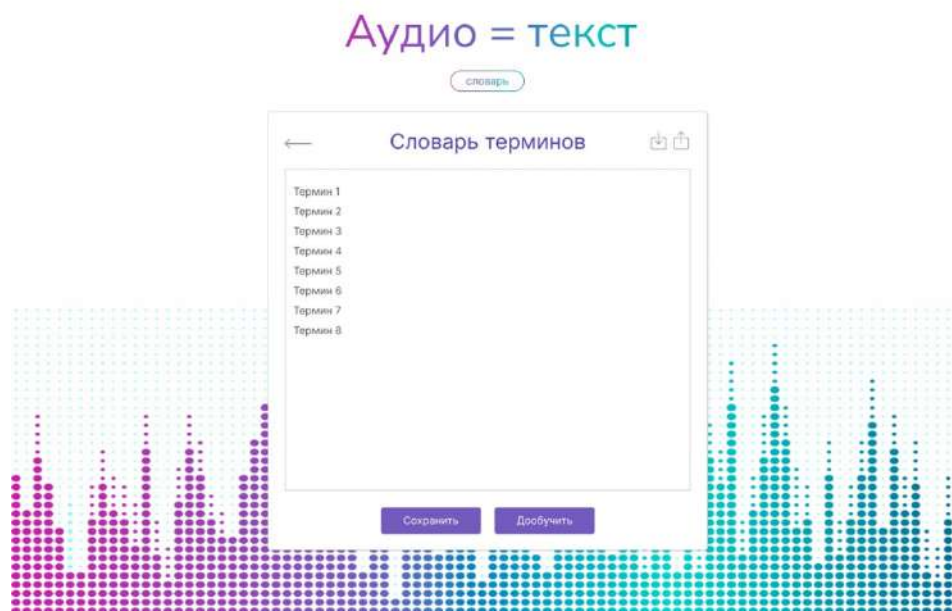 Аудио = текст
словарь
Словарь терминов
Термин 1
Термин 2
Термин 3
Термин 4
Термин 5
Термин 6
Термин 7
Термин 8
Сохранить
Дообучить